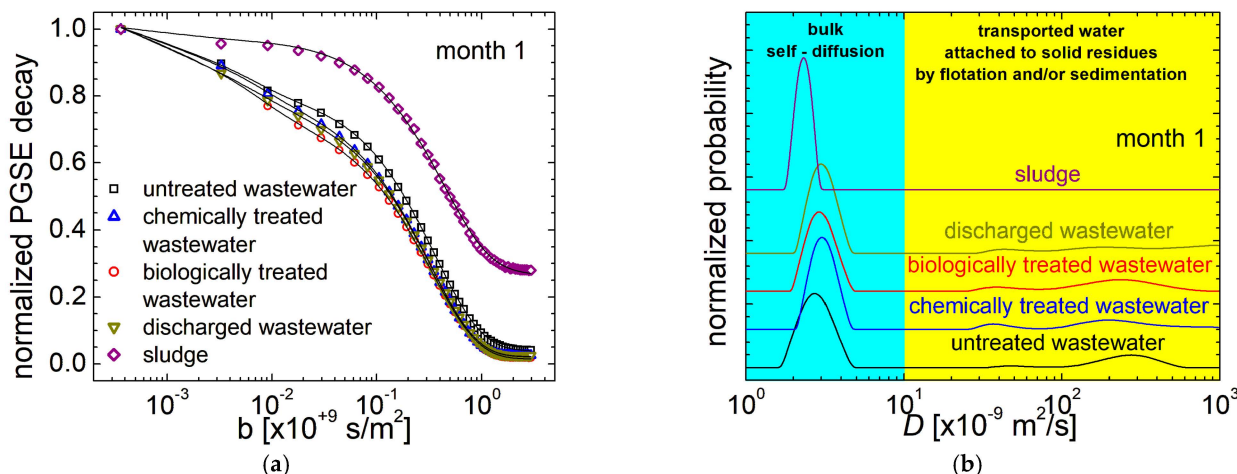 normalized PGSE decay
1.0
0.8
0.6
0.4
0.2
0.0
month 1
untreated wastewater
chemically treated
wastewater
biologically treated
wastewater
discharged wastewater
sludge
10⁻³
10⁻²
10⁻¹
10⁰
b [x10⁺⁹ s/m²]
(a)
normalized probability
bulk
self - diffusion
transported water
attached to solid residues
by flotation and/or sedimentation
month 1
sludge
discharged wastewater
biologically treated wastewater
chemically treated wastewater
untreated wastewater
10⁰
10¹
10²
10³
D [x10⁻⁹ m²/s]
(b)